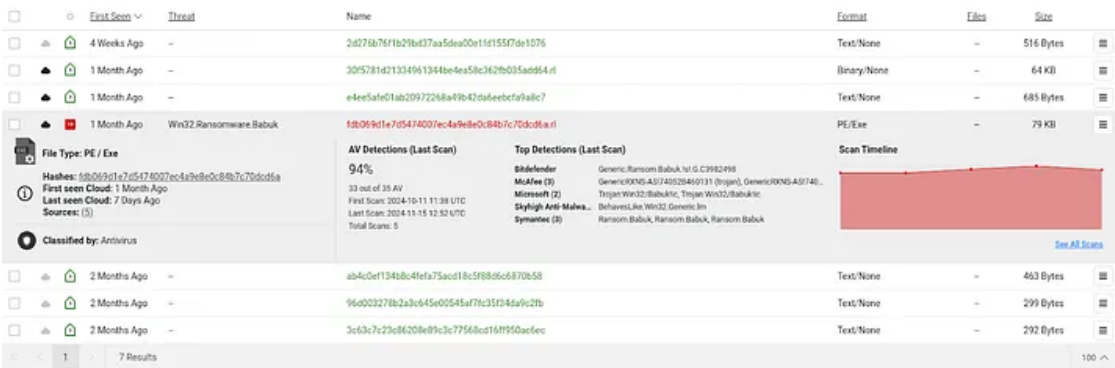 First Seen Threat Name Format Files Size
4 Weeks Ago – 2d276b76f1b29bd37aa5dea00e1fd155f7de1076 Text/None – 516 Bytes
1 Month Ago – 30f5781d21334961344be4ea58c362fb035add64.rl Binary/None – 64 KB
1 Month Ago – e4ee5afe01ab20972268a49b42da6eebcfa9a8c7 Text/None – 685 Bytes
1 Month Ago Win32.Ransomware.Babuk fdb069d1e7d5474007ec4a9e8e0c84b7c70dcd6a.rl PE/Exe – 79 KB
File Type: PE / Exe
Hashes: fdb069d1e7d5474007ec4a9e8e0c84b7c70dcd6a
First seen Cloud: 1 Month Ago
Last seen Cloud: 7 Days Ago
Sources: (5)
Classified by: Antivirus
AV Detections (Last Scan)
94%
33 out of 35 AV
First Scan: 2024-10-11 11:38 UTC
Last Scan: 2024-11-15 12:52 UTC
Total Scans: 5
Top Detections (Last Scan)
Bitdefender Generic.Ransom.Babuk.!s!.G.C3982498
McAfee (3) GenericRXNS-AS!74052B460131 (trojan), GenericRXNS-AS!740...
Microsoft (2) Trojan:Win32/Babuk!c, Trojan:Win32/Babuk!c
Skyhigh Anti-Malwa... BehavesLike.Win32.Generic.lm
Symantec (3) Ransom.Babuk, Ransom.Babuk, Ransom.Babuk
Scan Timeline
See All Scans
2 Months Ago – ab4c0ef134b8c4fefa75acd18c5f88d6c6870b58 Text/None – 463 Bytes
2 Months Ago – 96d003278b2a3c645e00545af7fc35f34da9c2fb Text/None – 299 Bytes
2 Months Ago – 3c63c7c23c86208e89c3c77568cd16ff950ac6ec Text/None – 292 Bytes
1 7 Results 100